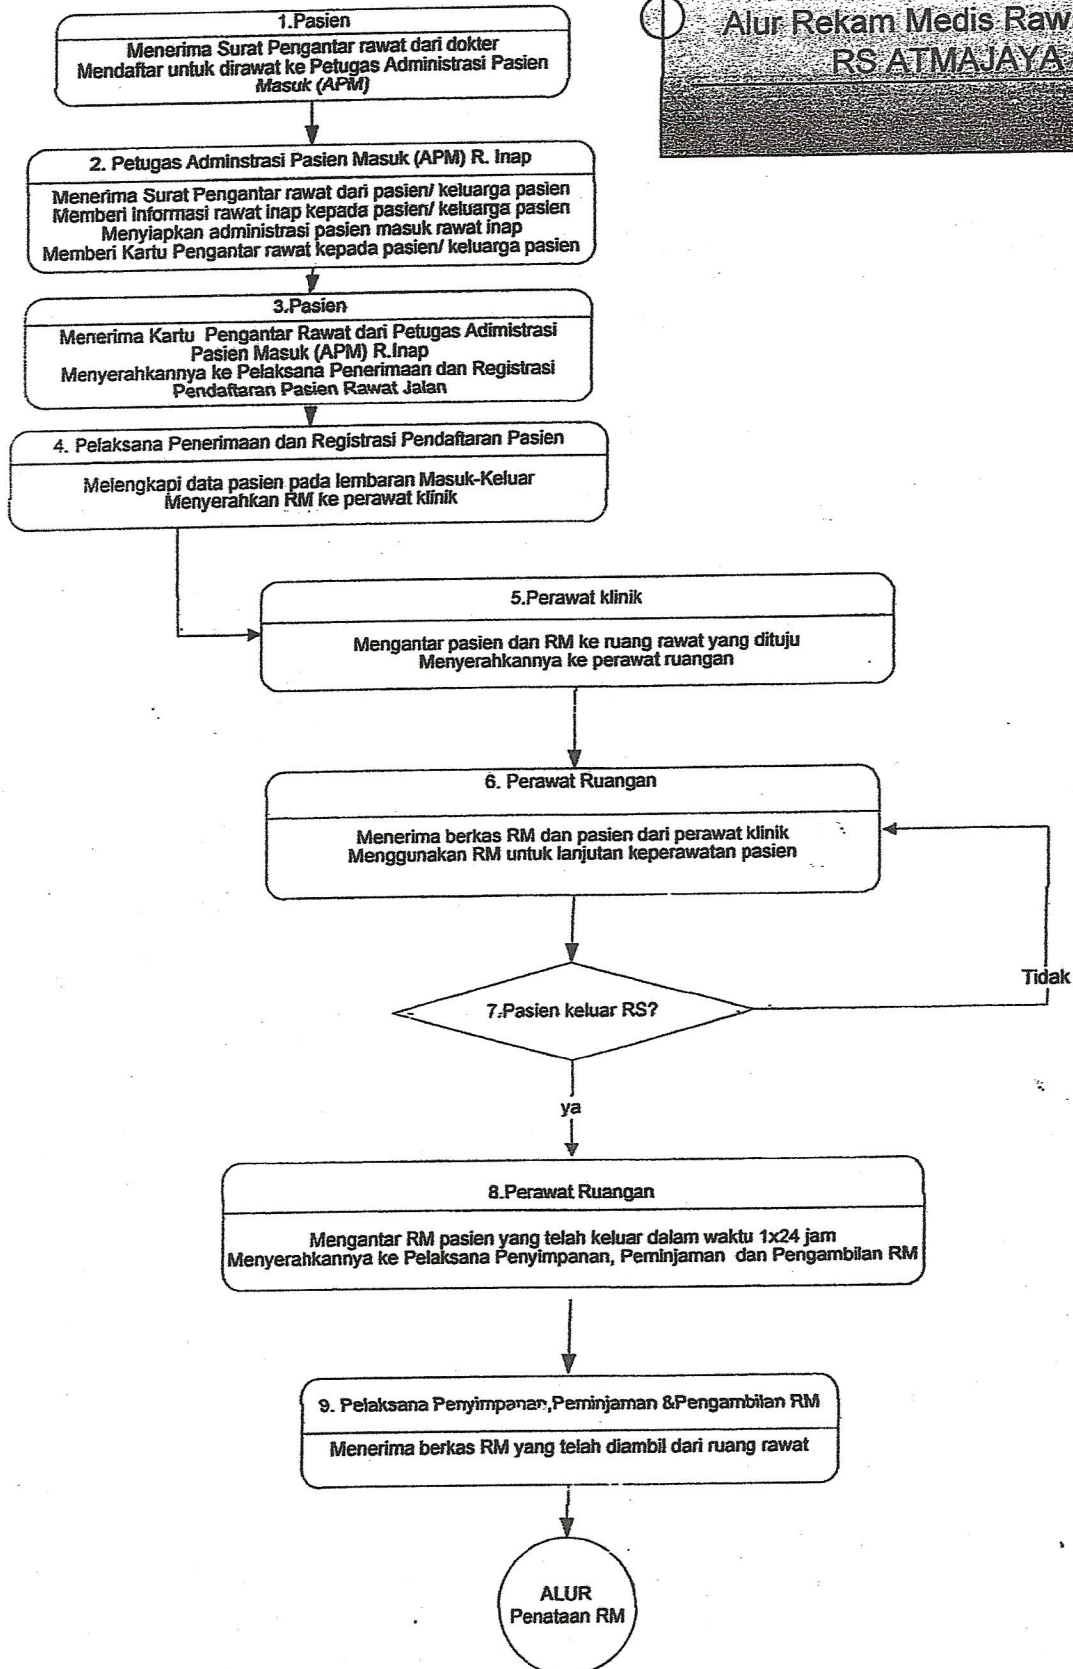 1.Pasien
Menerima Surat Pengantar rawat dari dokter
Mendaftar untuk dirawat ke Petugas Administrasi Pasien
Masuk (APM)
Alur Rekam Medis Raw
RS ATMAJAYA
2. Petugas Adminstrasi Pasien Masuk (APM) R. Inap
Menerima Surat Pengantar rawat dari pasien/ keluarga pasien
Memberi informasi rawat inap kepada pasien/ keluarga pasien
Menyiapkan administrasi pasien masuk rawat inap
Memberi Kartu Pengantar rawat kepada pasien/ keluarga pasien
3.Pasien
Menerima Kartu Pengantar Rawat dari Petugas Adimistrasi
Pasien Masuk (APM) R.Inap
Menyerahkannya ke Pelaksana Penerimaan dan Registrasi
Pendaftaran Pasien Rawat Jalan
4. Pelaksana Penerimaan dan Registrasi Pendaftaran Pasien
Melengkapi data pasien pada lembaran Masuk-Keluar
Menyerahkan RM ke perawat klinik
5.Perawat klinik
Mengantar pasien dan RM ke ruang rawat yang dituju
Menyerahkannya ke perawat ruangan
6. Perawat Ruangan
Menerima berkas RM dan pasien dari perawat klinik
Menggunakan RM untuk lanjutan keperawatan pasien
Tidak
7.Pasien keluar RS?
ya
8.Perawat Ruangan
Mengantar RM pasien yang telah keluar dalam waktu 1x24 jam
Menyerahkannya ke Pelaksana Penyimpanan, Peminjaman dan Pengambilan RM
9. Pelaksana Penyimpanan,Peminjaman &Pengambilan RM
Menerima berkas RM yang telah diambil dari ruang rawat
ALUR
Penataan RM